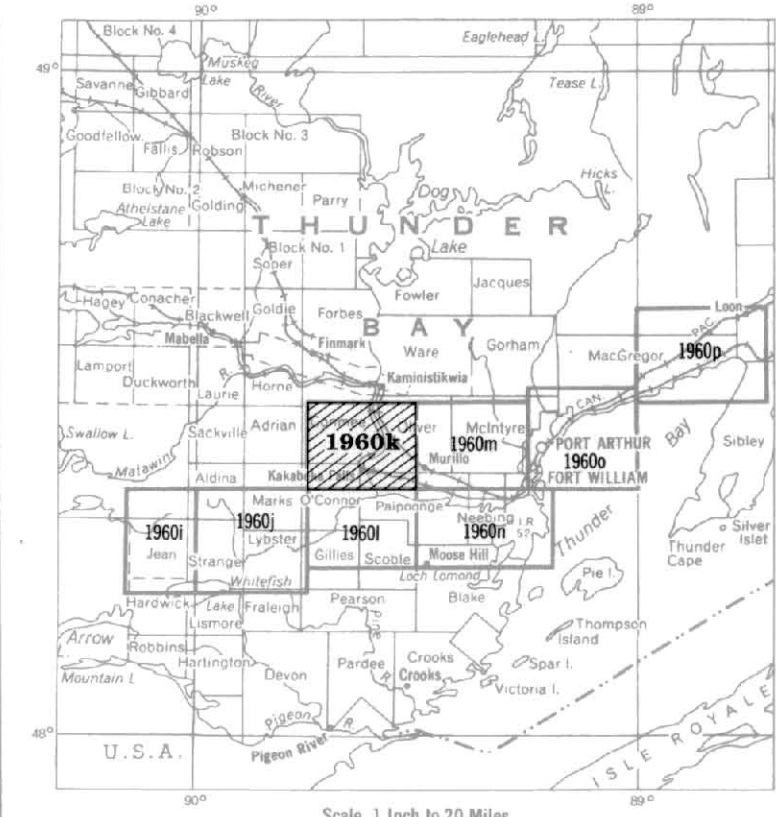 90° 89°
Block No. 4
Eaglehead L.
49°
Muskeg
Lake
River
Savanne
Gibbard
Tease L.
Goodfellow
Fallis
Robson
Block No. 3
Block No. 2
Michener
Hicks
L.
Atheistane
Lake
Golding
Parry
Dog
Lake
THUNDER
Block No. 1
Soper
Jacques
Fowler
Hagey
Conacher
Blackwell
Goldie
Forbes
Loon
Mabella
Finmark
BAY
PAC.
Ware
Gorham
MacGregor
1960p
Lamport
Duckworth
Laurie
R.
Horne
Kaministikwia
CAN.
Swallow L.
Sackville
Adrian
Conmee
Oliver
McIntyre
1960k
1960m
PORT ARTHUR
Bay
Sibley
Matawin
Murillo
1960o
Aldina
Kakabeka Falls
FORT WILLIAM
Marks
O'Connor
Paipoonge
1960i
1960j
1960l
Neebing
I.R.
52
1960n
Thunder
Silver
Islet
Jean
Strange
Lybster
Gillies
Scoble
Moose Hill
Thunder
Cape
Whitefish
Lake
Loch Lomond
Pie I.
Hardwick
Lismore
Fraleigh
Pearson
Blake
Pine
R.
Thompson
Island
Arrow
Robbins
Hartington
Mountain L.
Devon
Pardee
Crooks
Crooks
Spar I.
Victoria I.
48°
Pigeon
R.
Pigeon River
U.S.A.
ISLE ROYALE
90° 89°
Scale, 1 Inch to 20 Miles